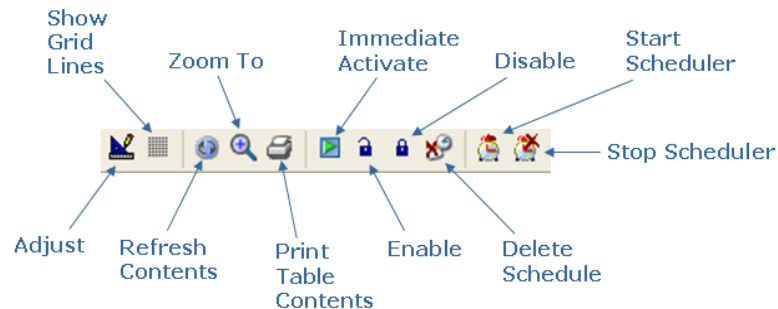 Show
Grid
Lines
Zoom To
Immediate
Activate
Disable
Start
Scheduler
Stop Scheduler
Adjust
Refresh
Contents
Print
Table
Contents
Enable
Delete
Schedule